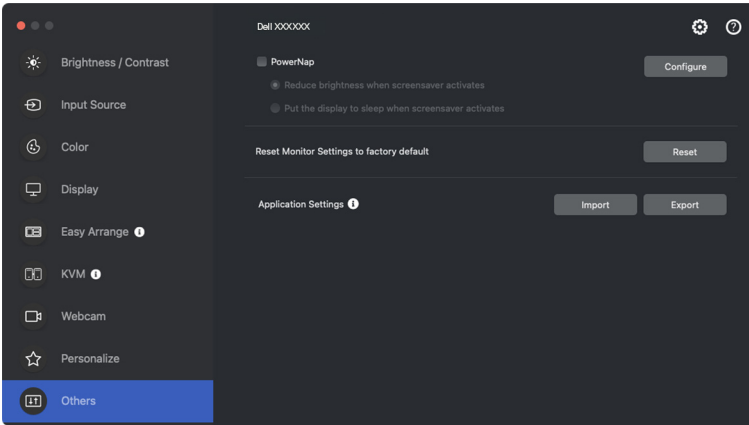 Dell XXXXXX
Brightness / Contrast
Input Source
Color
Display
Easy Arrange
KVM
Webcam
Personalize
Others
PowerNap
Configure
Reduce brightness when screensaver activates
Put the display to sleep when screensaver activates
Reset Monitor Settings to factory default
Reset
Application Settings
Import
Export